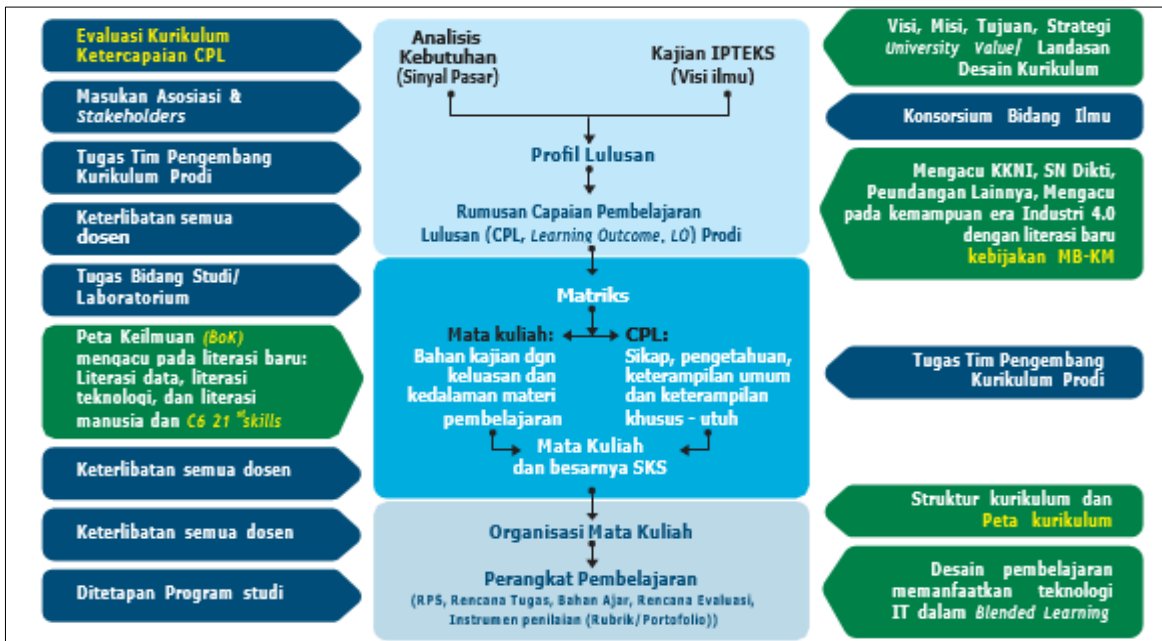 Evaluasi Kurikulum
Ketercapaian CPL
Masukan Asosiasi &
Stakeholders
Tugas Tim Pengembang
Kurikulum Prodi
Keterlibatan semua
dosen
Tugas Bidang Studi/
Laboratorium
Peta Keilmuan (BoK)
mengacu pada literasi baru:
Literasi data, literasi
teknologi, dan literasi
manusia dan C6 21 st skills
Keterlibatan semua dosen
Keterlibatan semua dosen
Ditetapan Program studi
Analisis
Kebutuhan
(Sinyal Pasar)
Kajian IPTEKS
(Visi ilmu)
Profil Lulusan
Rumusan Capaian Pembelajaran
Lulusan (CPL, Learning Outcome, LO) Prodi
Matriks
Mata kuliah:
Bahan kajian dgn
keluasan dan
kedalaman materi
pembelajaran
CPL:
Sikap, pengetahuan,
keterampilan umum
dan keterampilan
khusus - utuh
Mata Kuliah
dan besarnya SKS
Organisasi Mata Kuliah
Perangkat Pembelajaran
(RPS, Rencana Tugas, Bahan Ajar, Rencana Evaluasi,
Instrumen penilaian (Rubrik/Portofolio))
Visi, Misi, Tujuan, Strategi
University Value/ Landasan
Desain Kurikulum
Konsorsium Bidang Ilmu
Mengacu KKNI, SN Dikti,
Peundangan Lainnya, Mengacu
pada kemampuan era Industri 4.0
dengan literasi baru
kebijakan MB-KM
Tugas Tim Pengembang
Kurikulum Prodi
Struktur kurikulum dan
Peta kurikulum
Desain pembelajaran
memanfaatkan teknologi
IT dalam Blended Learning